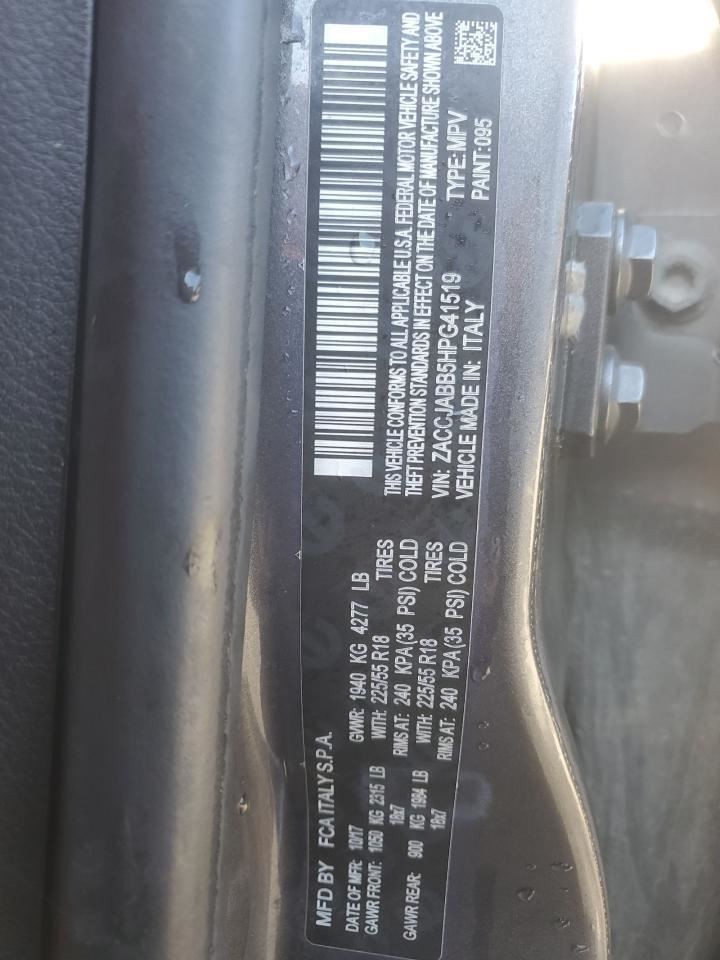 MFD BY FCA ITALY S.P.A.
DATE OF MFR: 10/17 GVWR: 1940 KG 4277 LB
GAWR FRONT: 1050 KG 2315 LB WITH: 225/55 R18 TIRES
18x7 RIMS AT: 240 KPA(35 PSI) COLD
GAWR REAR: 900 KG 1984 LB WITH: 225/55 R18 TIRES
18x7 RIMS AT: 240 KPA(35 PSI) COLD
THIS VEHICLE CONFORMS TO ALL APPLICABLE U.S.A. FEDERAL MOTOR VEHICLE SAFETY AND
THEFT PREVENTION STANDARDS IN EFFECT ON THE DATE OF MANUFACTURE SHOWN ABOVE
VIN: ZACCJABB5HPG41519 TYPE: MPV
VEHICLE MADE IN: ITALY PAINT: 095